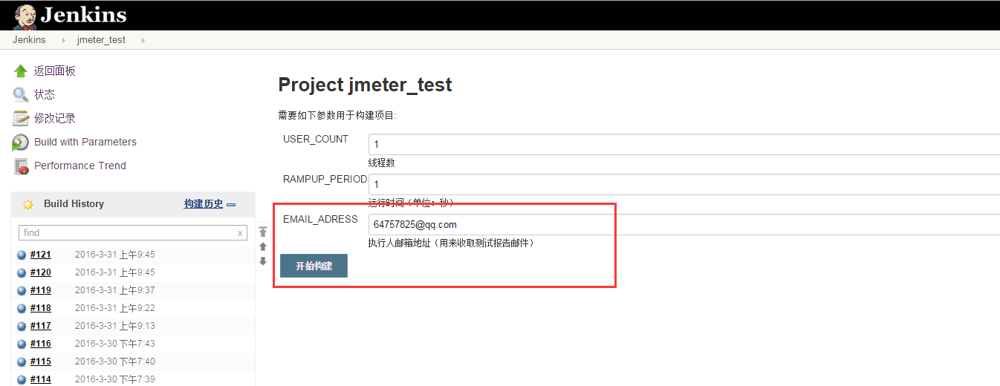 Jenkins
Jenkins
jmeter_test
返回面板
状态
修改记录
Build with Parameters
Performance Trend
Build History
构建历史
find
x
#121 2016-3-31 上午9:45
#120 2016-3-31 上午9:45
#119 2016-3-31 上午9:37
#118 2016-3-31 上午9:22
#117 2016-3-31 上午9:13
#116 2016-3-30 下午7:43
#115 2016-3-30 下午7:40
#114 2016-3-30 下午7:39
Project jmeter_test
需要如下参数用于构建项目:
USER_COUNT 1
线程数
RAMPUP_PERIOD 1
运行时间（单位：秒）
EMAIL_ADRESS 64757825@qq.com
执行人邮箱地址（用来收取测试报告邮件）
开始构建